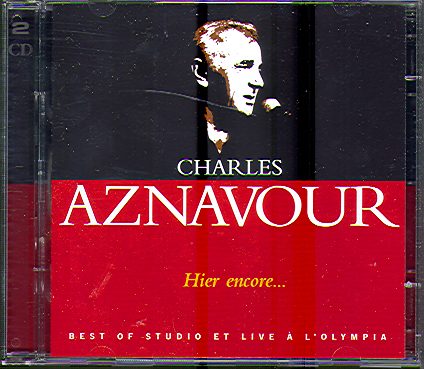 2
CD
CHARLES
AZNAVOUR
Hier encore...
BEST OF STUDIO ET LIVE À L'OLYMPIA